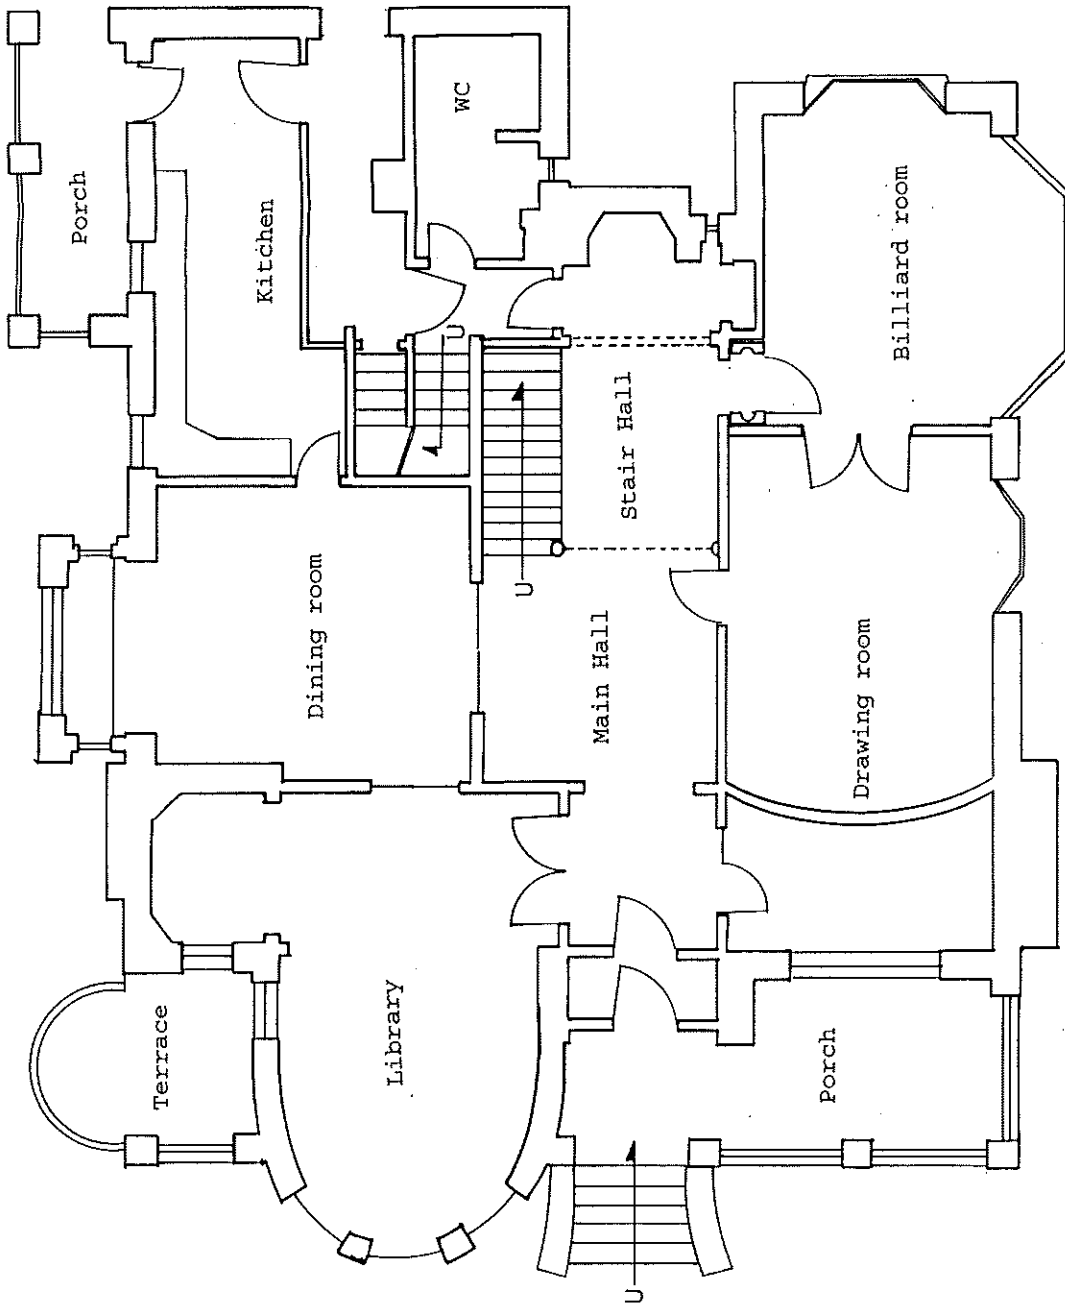 Porch
Kitchen
WC
Billiard room
U
Stair Hall
U
Dining room
Main Hall
Drawing room
Terrace
Library
Porch
U